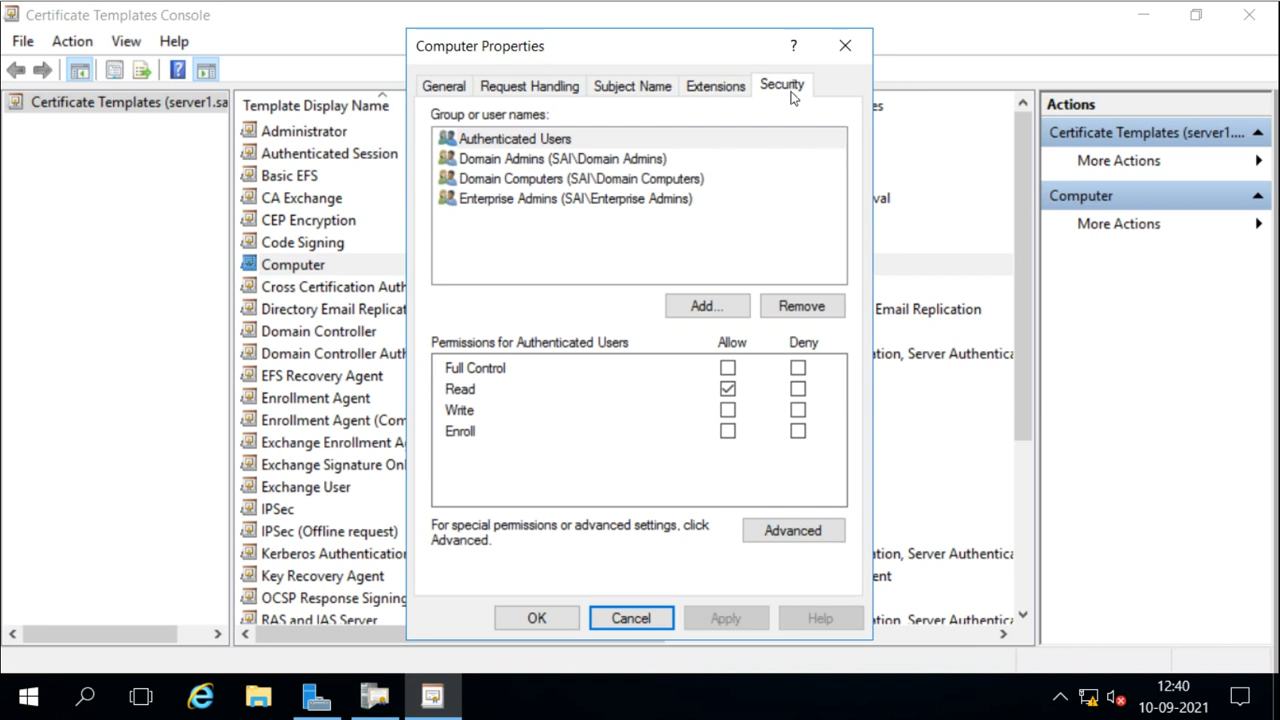 Certificate Templates Console
File Action View Help
Certificate Templates (server1.sa
Template Display Name
Administrator
Authenticated Session
Basic EFS
CA Exchange
CEP Encryption
Code Signing
Computer
Cross Certification Auth
Directory Email Replicat
Domain Controller
Domain Controller Auth
EFS Recovery Agent
Enrollment Agent
Enrollment Agent (Com
Exchange Enrollment A
Exchange Signature Onl
Exchange User
IPSec
IPSec (Offline request)
Kerberos Authentication
Key Recovery Agent
OCSP Response Signing
RAS and IAS Server
Computer Properties
?
General Request Handling Subject Name Extensions Security
Group or user names:
Authenticated Users
Domain Admins (SAI\Domain Admins)
Domain Computers (SAI\Domain Computers)
Enterprise Admins (SAI\Enterprise Admins)
Add... Remove
Permissions for Authenticated Users Allow Deny
Full Control
Read
Write
Enroll
For special permissions or advanced settings, click
Advanced.
Advanced
OK Cancel Apply Help
es
val
Email Replication
tion, Server Authentica
tion, Server Authentica
ent
tion, Server Authentica
Actions
Certificate Templates (server1....
More Actions
Computer
More Actions
12:40
10-09-2021